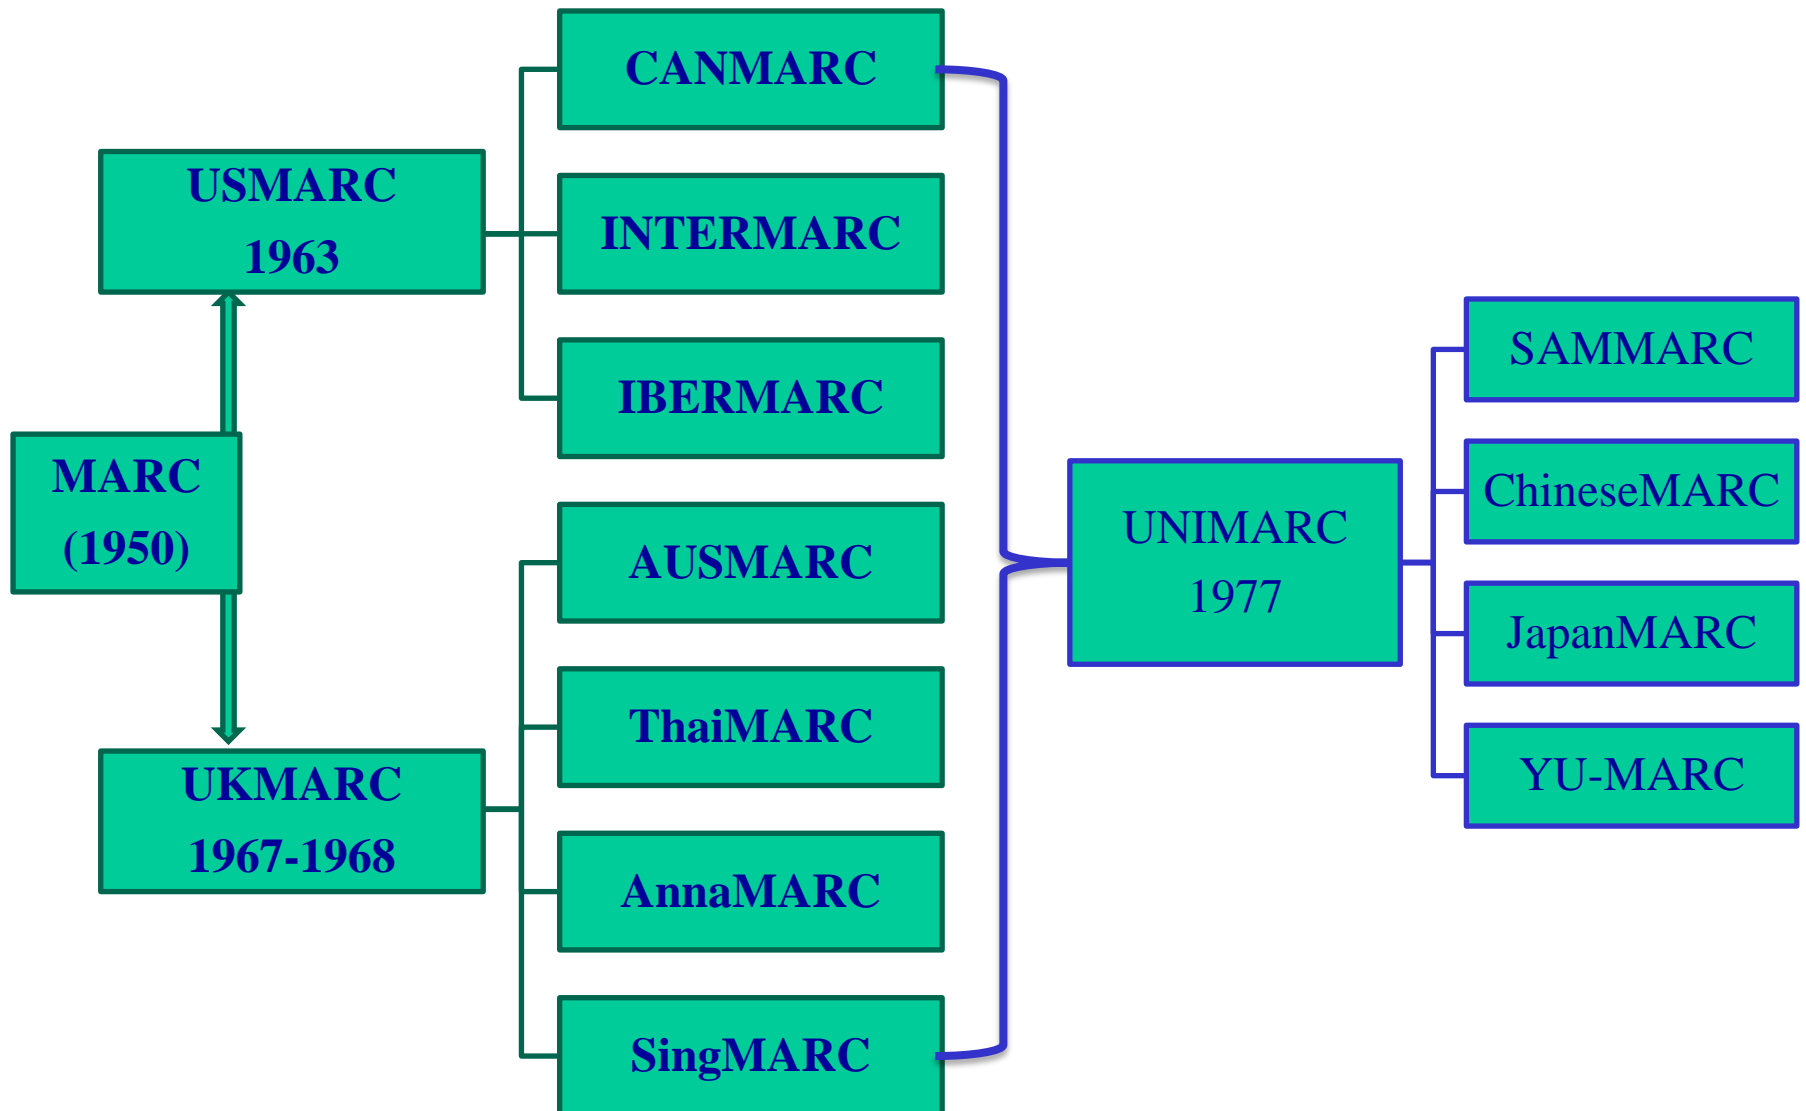 MARC
(1950)
USMARC
1963
UKMARC
1967-1968
CANMARC
INTERMARC
IBERMARC
AUSMARC
ThaiMARC
AnnaMARC
SingMARC
UNIMARC
1977
SAMMARC
ChineseMARC
JapanMARC
YU-MARC